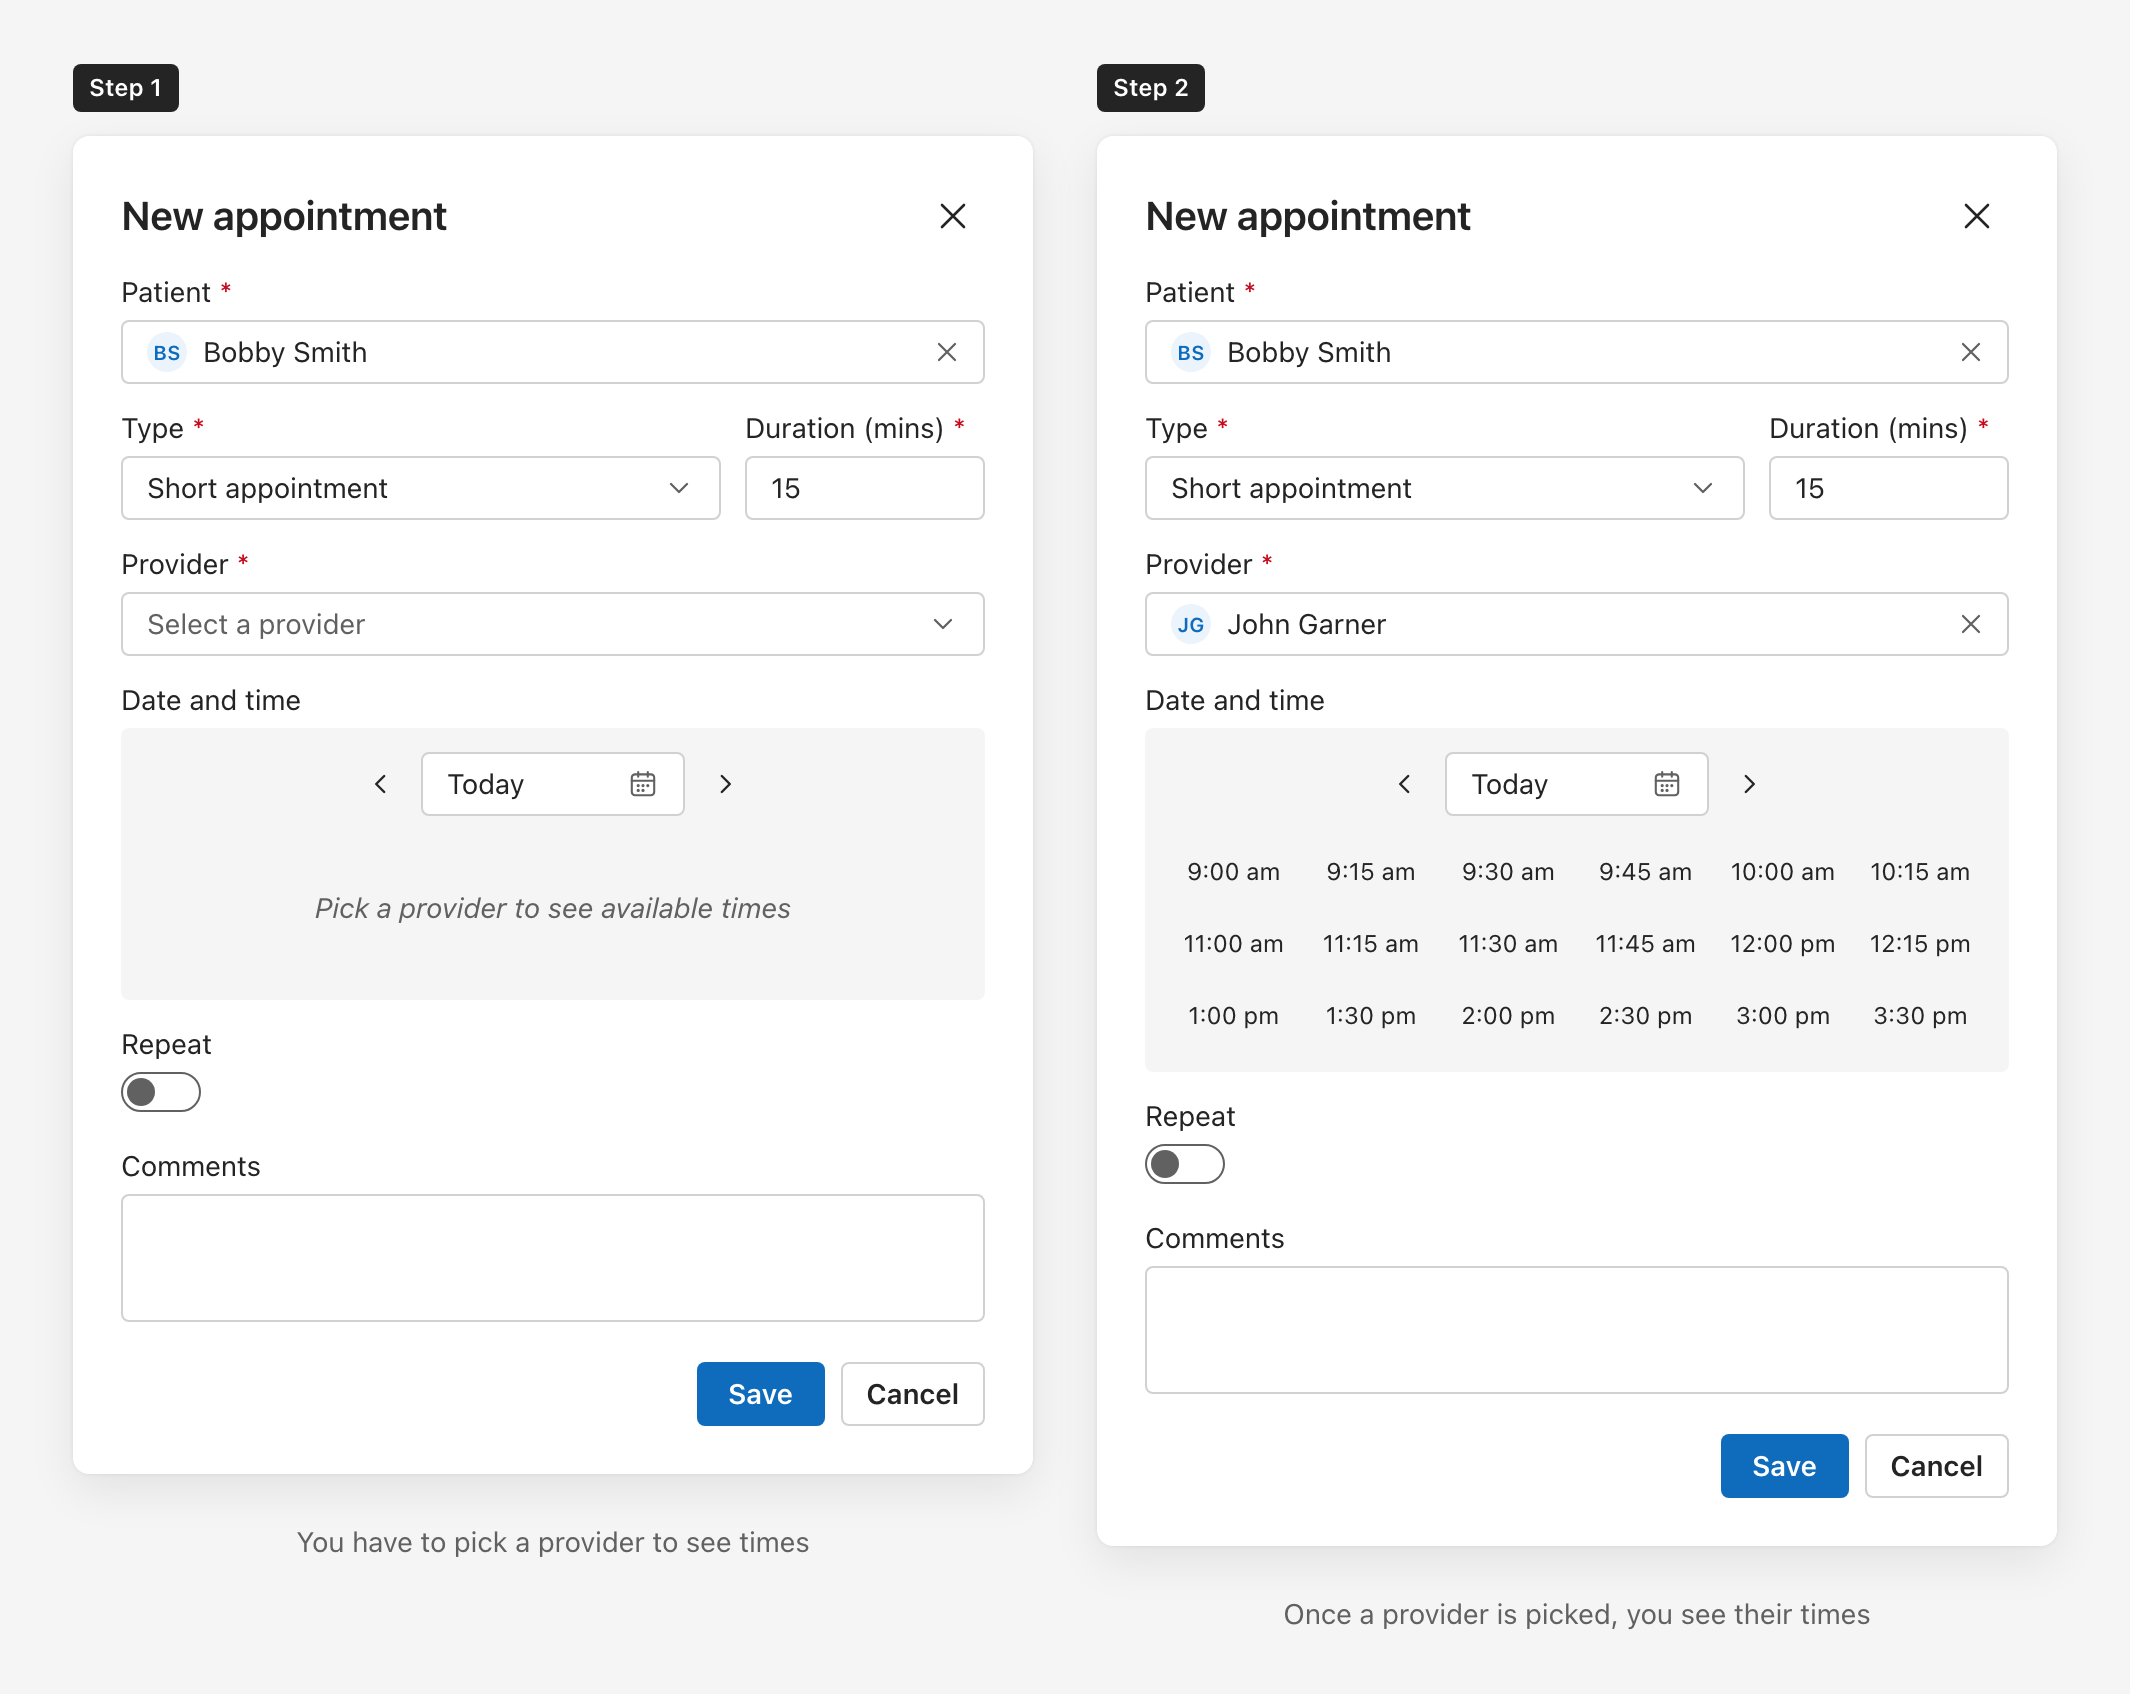 Step 1
New appointment
Patient *
BS Bobby Smith
Type * Duration (mins) *
Short appointment 15
Provider *
Select a provider
Date and time
Today
Pick a provider to see available times
Repeat
Comments
Save Cancel
You have to pick a provider to see times
Step 2
New appointment
Patient *
BS Bobby Smith
Type * Duration (mins) *
Short appointment 15
Provider *
JG John Garner
Date and time
Today
9:00 am 9:15 am 9:30 am 9:45 am 10:00 am 10:15 am
11:00 am 11:15 am 11:30 am 11:45 am 12:00 pm 12:15 pm
1:00 pm 1:30 pm 2:00 pm 2:30 pm 3:00 pm 3:30 pm
Repeat
Comments
Save Cancel
Once a provider is picked, you see their times